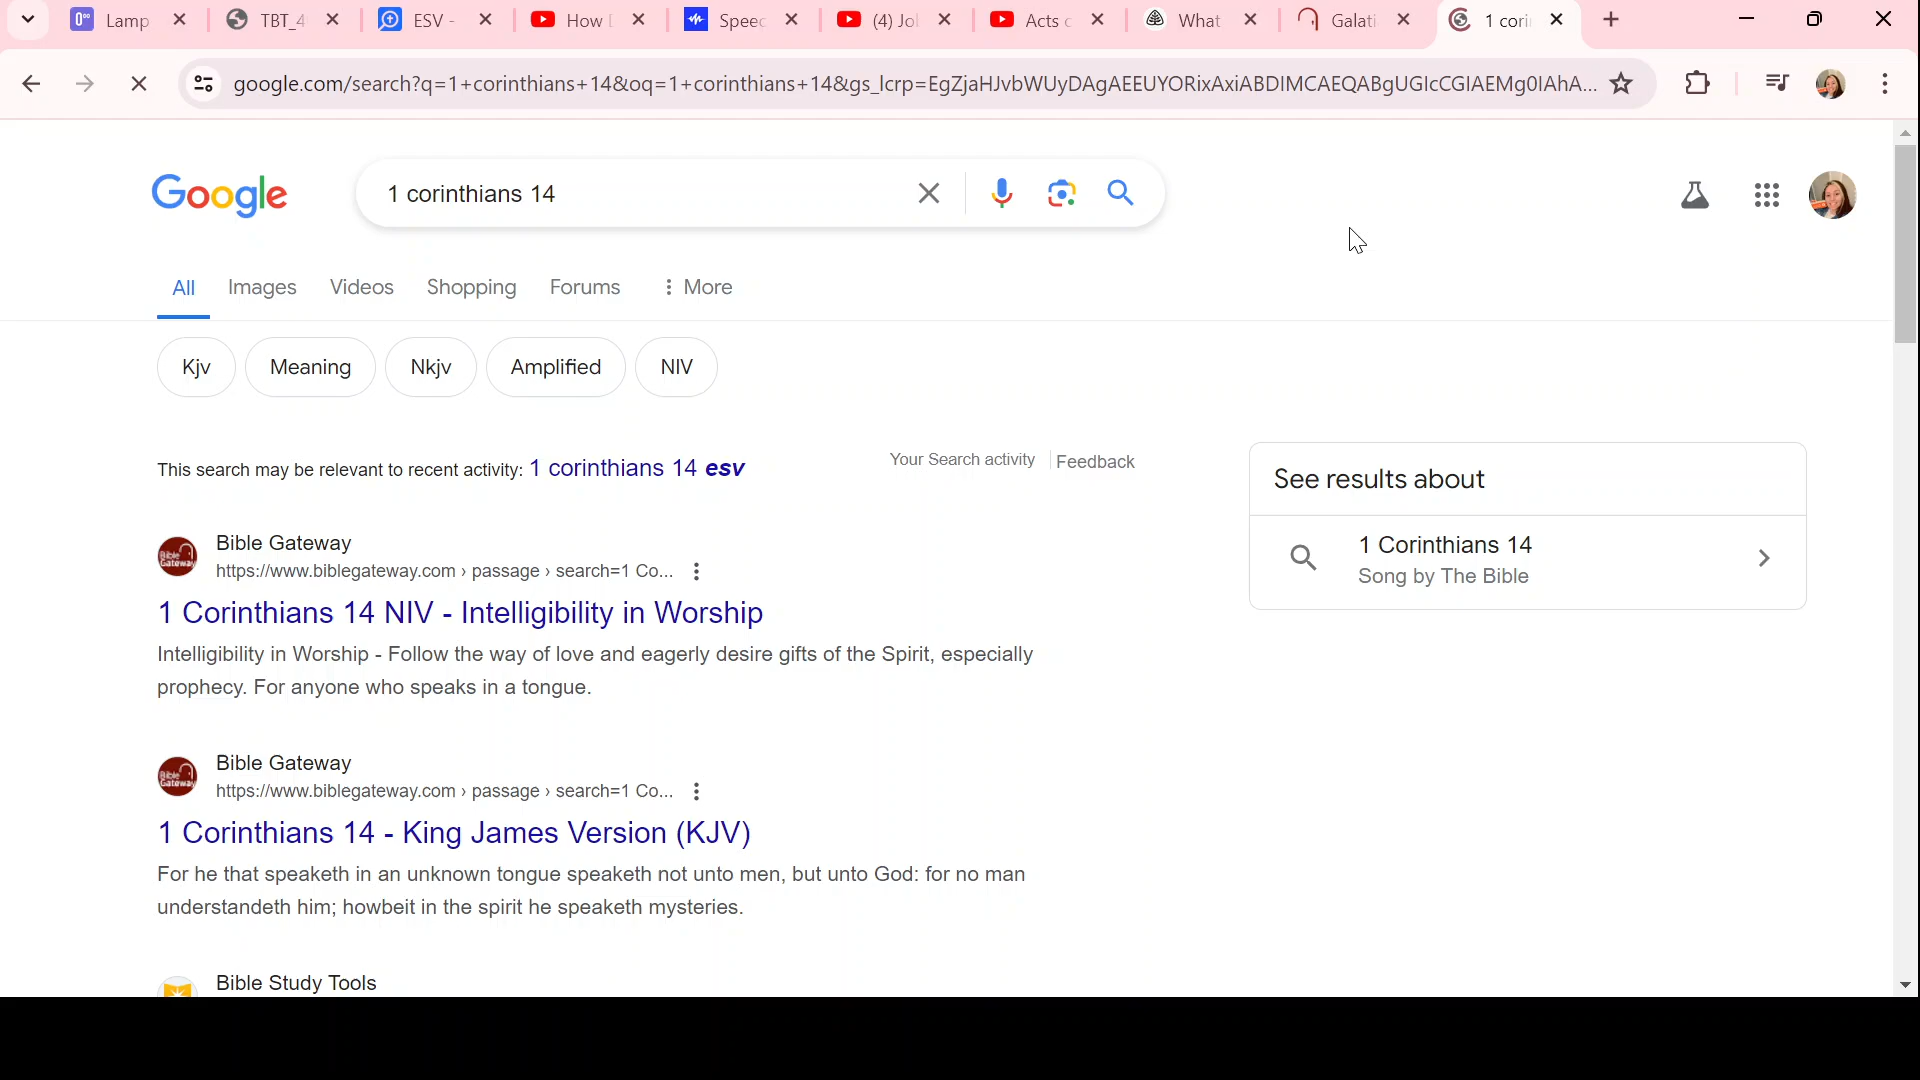 Lamp
TBT_4
ESV -
How
Speec
(4) Jo
Acts
What
Galati
1 cori
google.com/search?q=1+corinthians+14&oq=1+corinthians+14&gs_lcrp=EgZjaHJvbWUyDAgAEEUYORixAxiABDIMCAEQABgUGIcCGIAEMg0IAhA...
Google
1 corinthians 14
All Images Videos Shopping Forums More
Kjv Meaning Nkjv Amplified NIV
This search may be relevant to recent activity: 1 corinthians 14 esv
Your Search activity Feedback
See results about
1 Corinthians 14
Song by The Bible
Bible Gateway
https://www.biblegateway.com › passage › search=1 Co...
1 Corinthians 14 NIV - Intelligibility in Worship
Intelligibility in Worship - Follow the way of love and eagerly desire gifts of the Spirit, especially
prophecy. For anyone who speaks in a tongue.
Bible Gateway
https://www.biblegateway.com › passage › search=1 Co...
1 Corinthians 14 - King James Version (KJV)
For he that speaketh in an unknown tongue speaketh not unto men, but unto God: for no man
understandeth him; howbeit in the spirit he speaketh mysteries.
Bible Study Tools